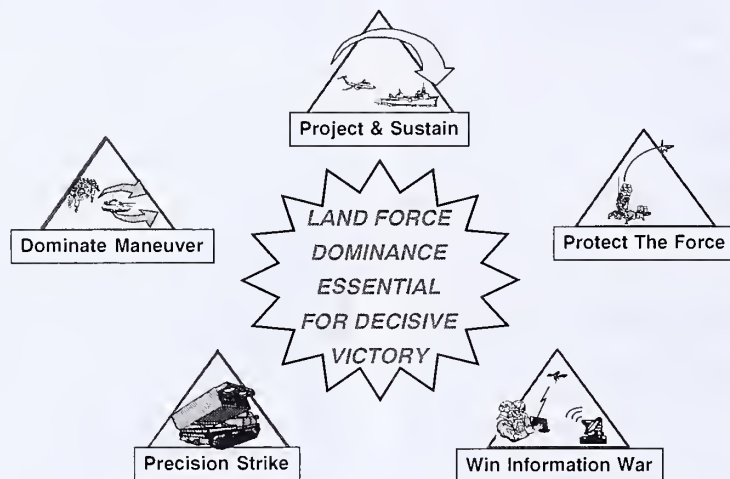 Project & Sustain
Dominate Maneuver
Protect The Force
LAND FORCE
DOMINANCE
ESSENTIAL
FOR DECISIVE
VICTORY
Precision Strike
Win Information War